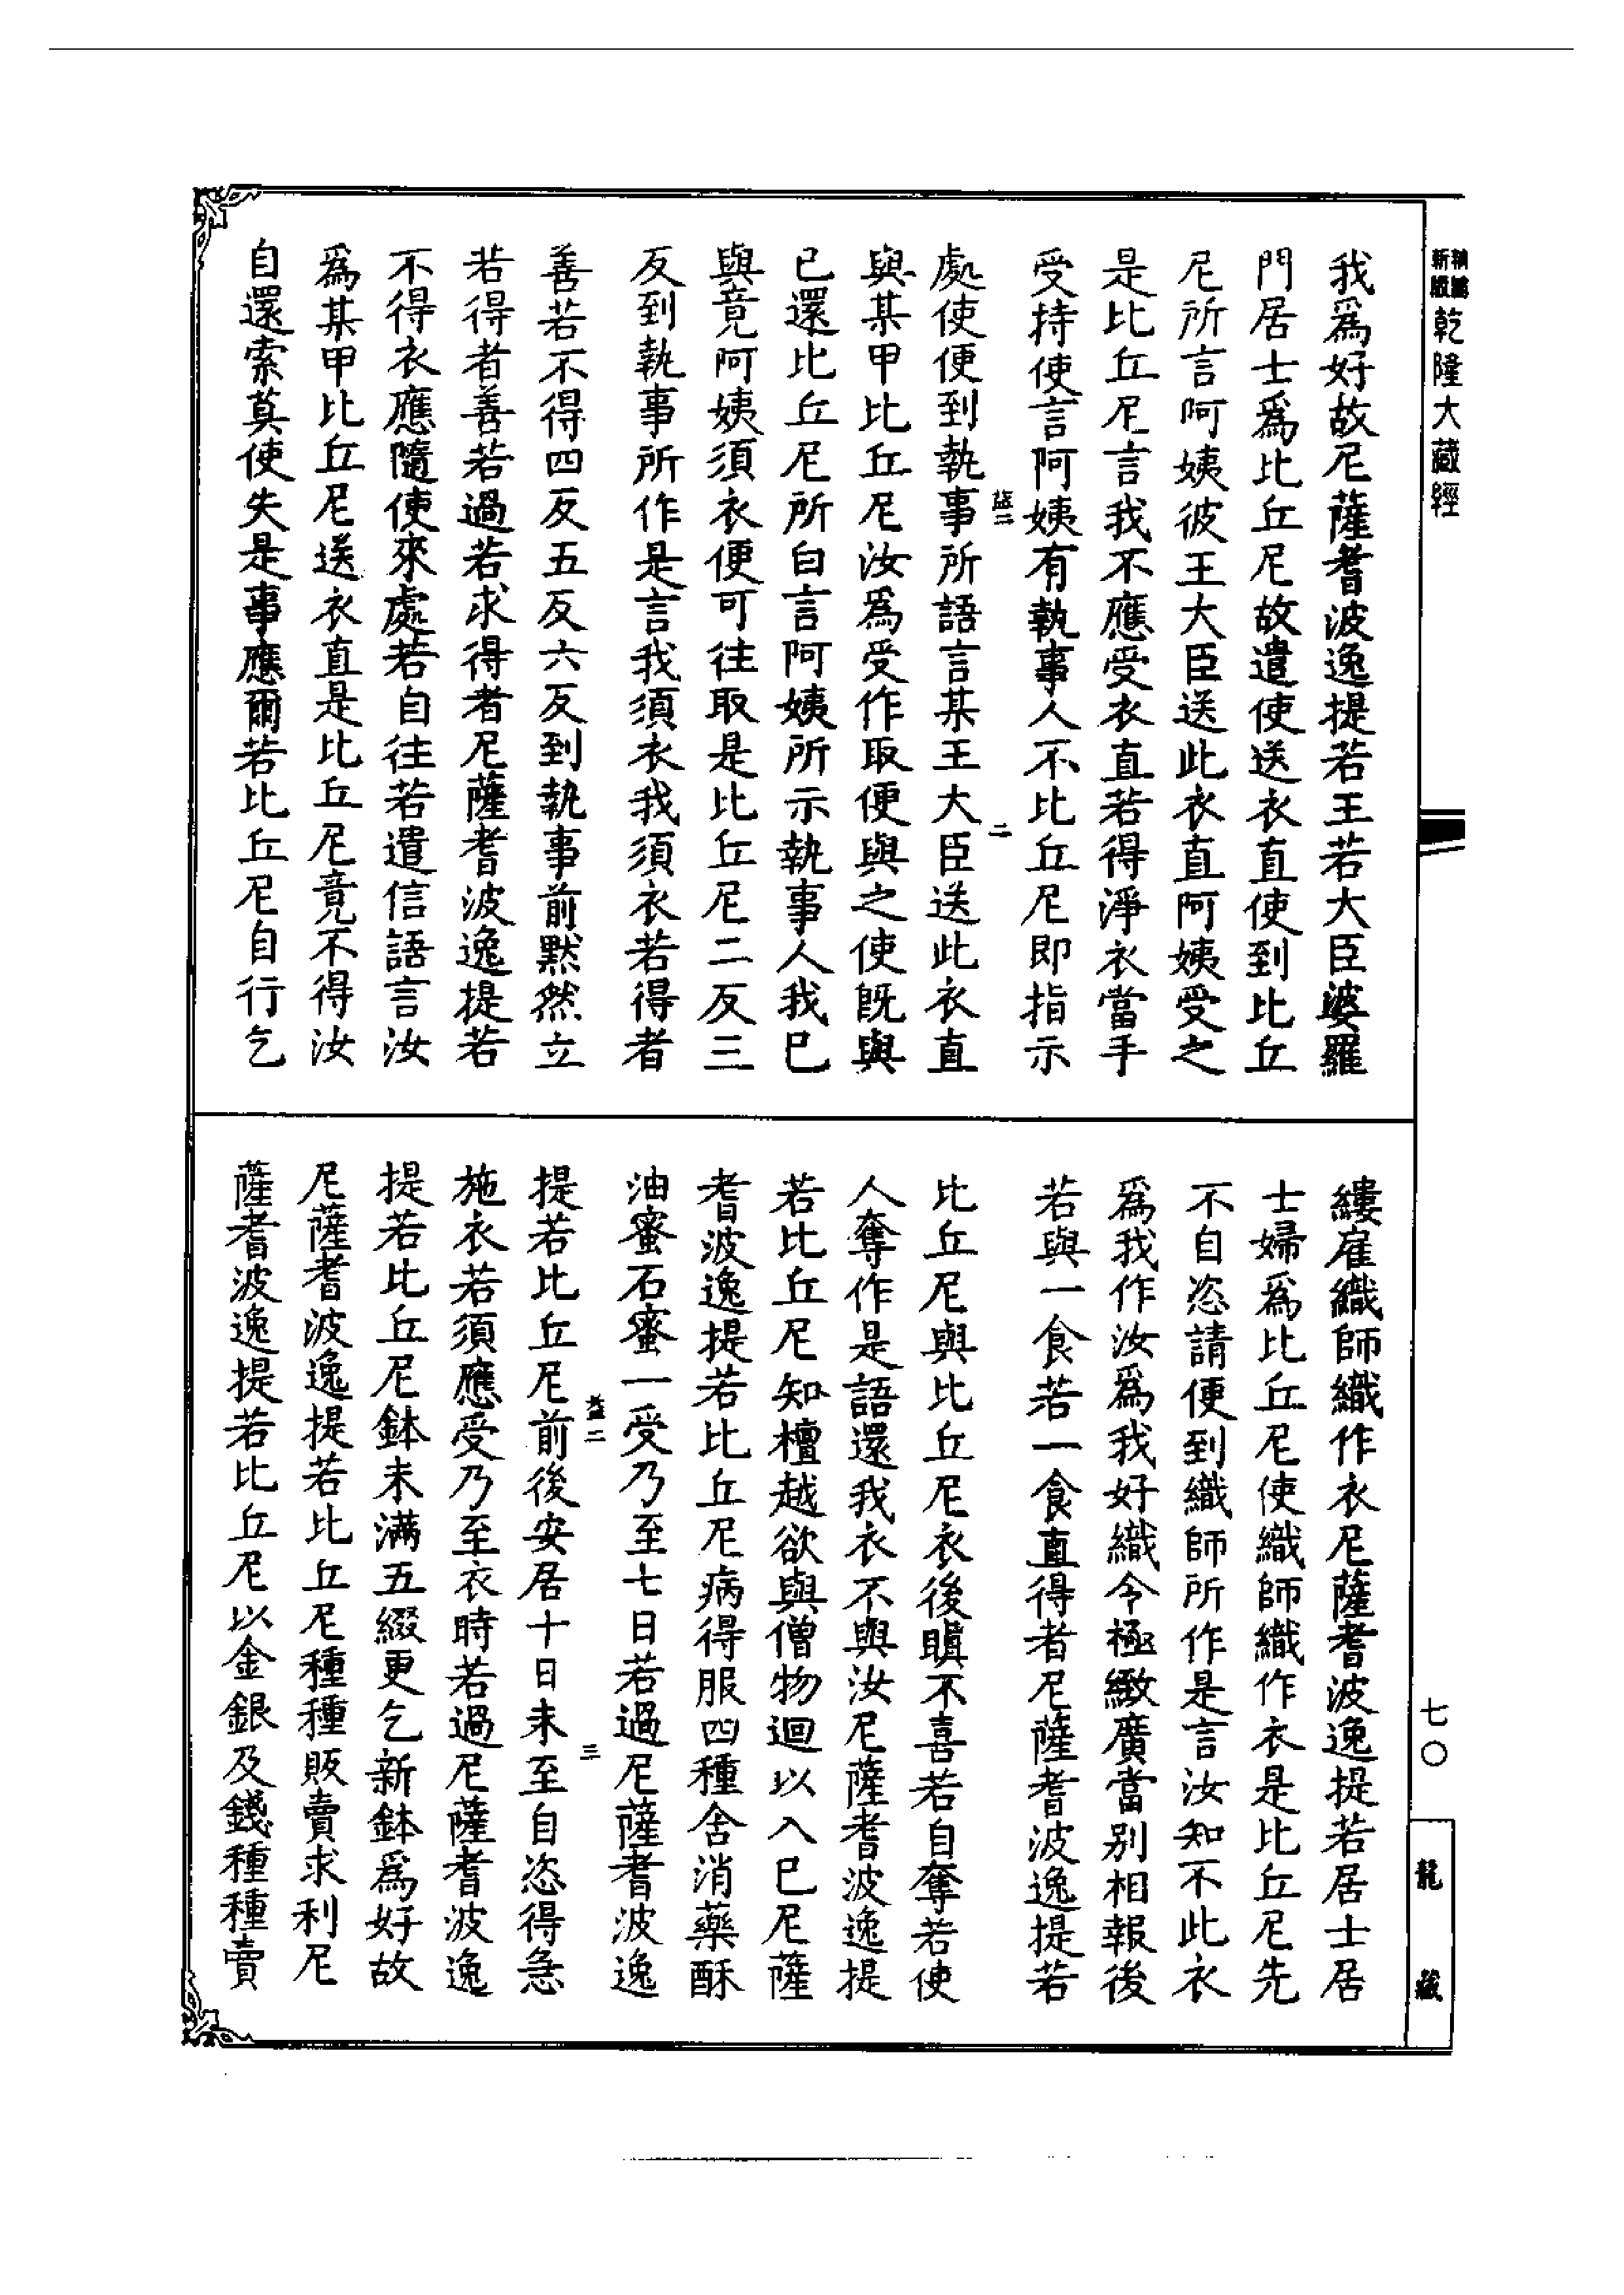 精編
新版
乾隆大藏經
我爲好故尼薩耆波逸提若王若大臣婆羅
門居士爲比丘尼故遣使送衣直使到比丘
尼所言阿姨彼王大臣送此衣直阿姨受之
是比丘尼言我不應受衣直若得淨衣當手
受持使言阿姨有執事人不比丘尼即指示
益二
二
處使便到執事所語言某王大臣送此衣直
與某甲比丘尼汝爲受作取便與之使旣與
已還比丘尼所白言阿姨所示執事人我已
與竟阿姨須衣便可往取是比丘尼二反三
反到執事所作是言我須衣我須衣若得者
善若不得四反五反六反到執事前默然立
若得者善若過若求得者尼薩耆波逸提若
不得衣應隨使來處若自往若遣信語言汝
爲某甲比丘尼送衣直是比丘尼竟不得汝
自還索莫使失是事應爾若比丘尼自行乞
縷雇織師織作衣尼薩耆波逸提若居士居
士婦爲比丘尼使織師織作衣是比丘尼先
不自恣請便到織師所作是言汝知不此衣
爲我作汝爲我好織令極緻廣當别相報後
若與一食若一食直得者尼薩耆波逸提若
比丘尼與比丘尼衣後瞋不喜若自奪若使
人奪作是語還我衣不與汝尼薩耆波逸提
若比丘尼知檀越欲與僧物迴以入已尼薩
耆波逸提若比丘尼病得服四種含消藥酥
油蜜石蜜一受乃至七日若過尼薩耆波逸
益二
三
提若比丘尼前後安居十日未至自恣得急
施衣若須應受乃至衣時若過尼薩耆波逸
提若比丘尼鉢未滿五綴更乞新鉢爲好故
尼薩耆波逸提若比丘尼種種販賣求利尼
薩耆波逸提若比丘尼以金銀及錢種種賣
七〇
龍藏